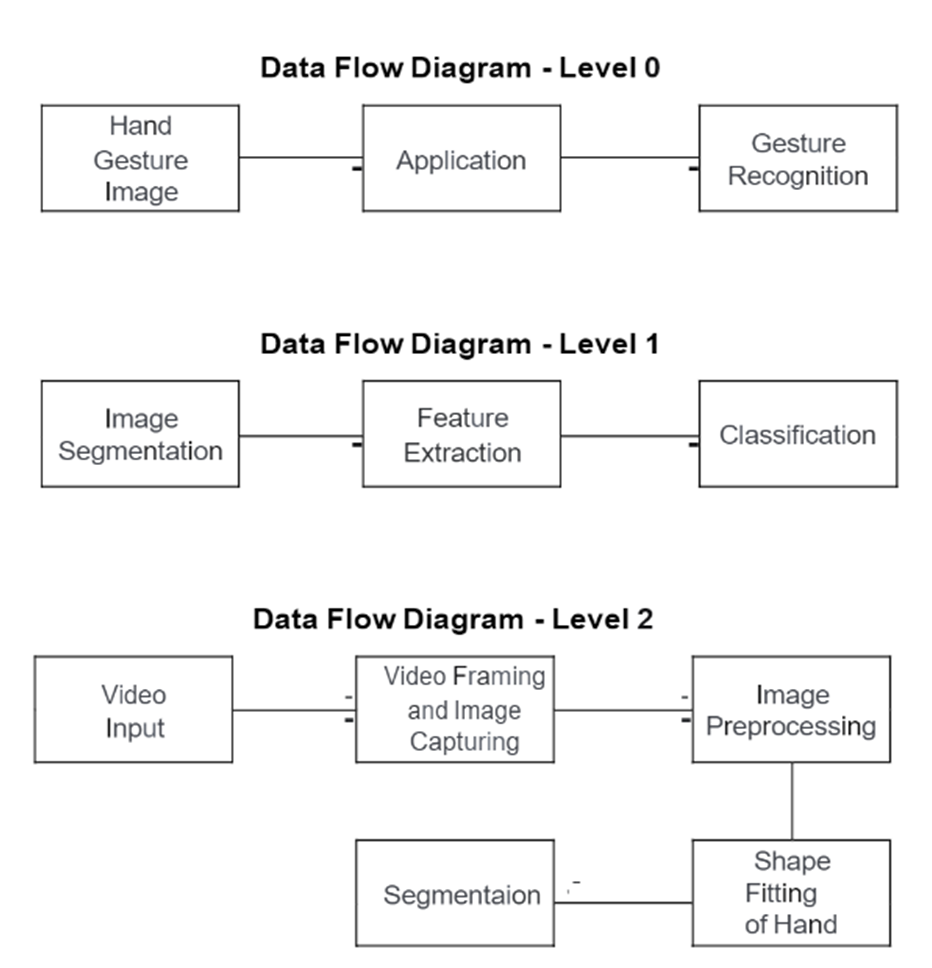 Data Flow Diagram - Level 0
Hand
Gesture
Image
Application
Gesture
Recognition
Data Flow Diagram - Level 1
Image
Segmentation
Feature
Extraction
Classification
Data Flow Diagram - Level 2
Video
Input
Video Framing
and Image
Capturing
Image
Preprocessing
Segmentaion
Shape
Fitting
of Hand